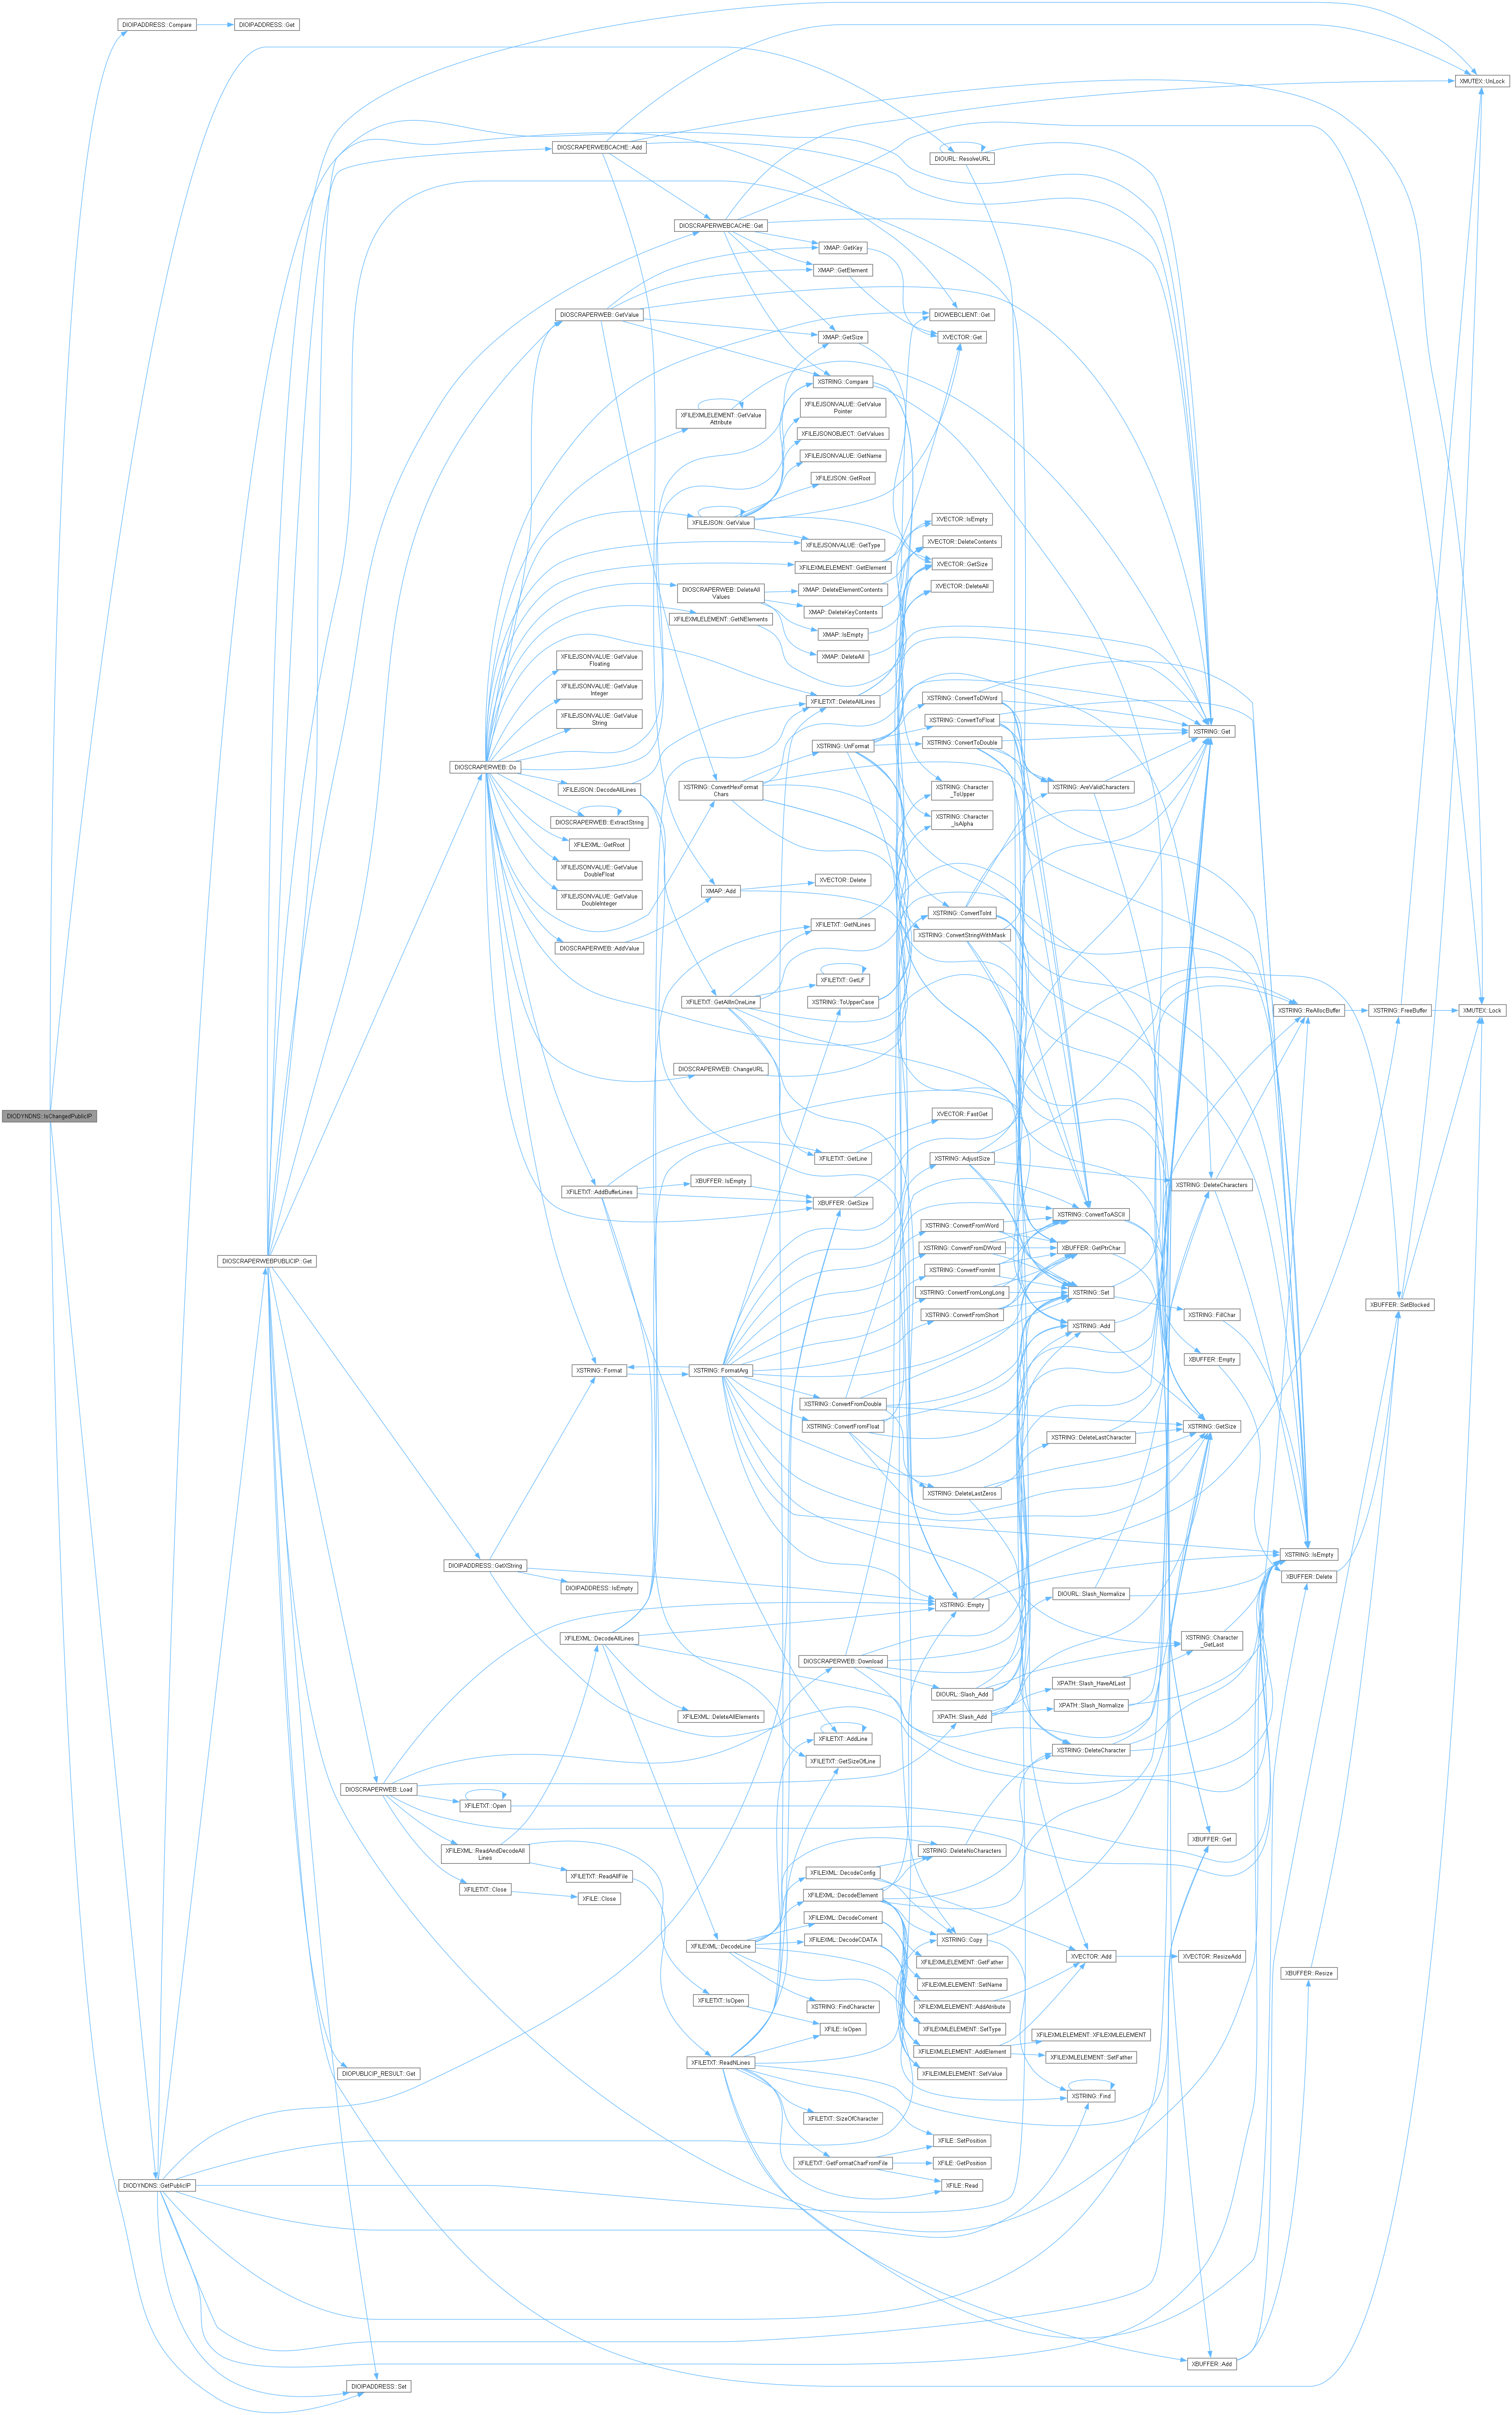 DIOIPADDRESS::Compare
DIOIPADDRESS::Get
XMUTEX::UnLock
DIOSCRAPERWEBCACHE::Add
DIOURL::ResolveURL
DIOSCRAPERWEBCACHE::Get
XMAP::GetKey
XMAP::GetElement
DIOSCRAPERWEB::GetValue
DIOWEBCLIENT::Get
XMAP::GetSize
XVECTOR::Get
XSTRING::Compare
XFILEJSONVALUE::GetValue
Pointer
XFILEXMLELEMENT::GetValue
Attribute
XFILEJSONOBJECT::GetValues
XFILEJSONVALUE::GetName
XFILEJSON::GetRoot
XFILEJSON::GetValue
XVECTOR::IsEmpty
XFILEJSONVALUE::GetType
XVECTOR::DeleteContents
XFILEXMLELEMENT::GetElement
XVECTOR::GetSize
DIOSCRAPERWEB::DeleteAll
Values
XMAP::DeleteElementContents
XVECTOR::DeleteAll
XMAP::DeleteKeyContents
XFILEXMLELEMENT::GetNElements
XMAP::IsEmpty
XMAP::DeleteAll
XFILEJSONVALUE::GetValue
Floating
XFILEJSONVALUE::GetValue
Integer
XFILETXT::DeleteAllLines
XSTRING::ConvertToDWord
XFILEJSONVALUE::GetValue
String
XSTRING::ConvertToFloat
XSTRING::Get
XSTRING::UnFormat
XSTRING::ConvertToDouble
DIOSCRAPERWEB::Do
XFILEJSON::DecodeAllLines
XSTRING::ConvertHexFormat
Chars
XSTRING::Character
_ToUpper
XSTRING::AreValidCharacters
DIOSCRAPERWEB::ExtractString
XSTRING::Character
_IsAlpha
XFILEXML::GetRoot
XFILEJSONVALUE::GetValue
DoubleFloat
XFILEJSONVALUE::GetValue
DoubleInteger
XMAP::Add
XVECTOR::Delete
XSTRING::ConvertToInt
XFILETXT::GetNLines
XSTRING::ConvertStringWithMask
DIOSCRAPERWEB::AddValue
XFILETXT::GetLF
XFILETXT::GetAllInOneLine
XSTRING::ToUpperCase
XSTRING::ReAllocBuffer
XSTRING::FreeBuffer
XMUTEX::Lock
DIOSCRAPERWEB::ChangeURL
DIODYNDNS::IsChangedPublicIP
XVECTOR::FastGet
XFILETXT::GetLine
XSTRING::AdjustSize
XBUFFER::IsEmpty
XSTRING::DeleteCharacters
XFILETXT::AddBufferLines
XBUFFER::GetSize
XSTRING::ConvertToASCII
XSTRING::ConvertFromWord
XSTRING::ConvertFromDWord
XBUFFER::GetPtrChar
DIOSCRAPERWEBPUBLICIP::Get
XSTRING::ConvertFromInt
XSTRING::ConvertFromLongLong
XSTRING::Set
XBUFFER::SetBlocked
XSTRING::ConvertFromShort
XSTRING::FillChar
XSTRING::Add
XBUFFER::Empty
XSTRING::Format
XSTRING::FormatArg
XSTRING::ConvertFromDouble
XSTRING::ConvertFromFloat
XSTRING::GetSize
XSTRING::DeleteLastCharacter
XSTRING::DeleteLastZeros
XSTRING::IsEmpty
DIOIPADDRESS::GetXString
XBUFFER::Delete
DIOIPADDRESS::IsEmpty
DIOURL::Slash_Normalize
XSTRING::Empty
XFILEXML::DecodeAllLines
XSTRING::Character
_GetLast
DIOSCRAPERWEB::Download
XPATH::Slash_HaveAtLast
DIOURL::Slash_Add
XPATH::Slash_Normalize
XFILEXML::DeleteAllElements
XPATH::Slash_Add
XFILETXT::AddLine
XSTRING::DeleteCharacter
XFILETXT::GetSizeOfLine
DIOSCRAPERWEB::Load
XFILETXT::Open
XBUFFER::Get
XFILEXML::ReadAndDecodeAll
Lines
XSTRING::DeleteNoCharacters
XFILETXT::ReadAllFile
XFILEXML::DecodeConfig
XFILETXT::Close
XFILE::Close
XFILEXML::DecodeElement
XFILEXML::DecodeComent
XFILEXML::DecodeLine
XFILEXML::DecodeCDATA
XSTRING::Copy
XVECTOR::Add
XVECTOR::ResizeAdd
XFILEXMLELEMENT::GetFather
XBUFFER::Resize
XFILEXMLELEMENT::SetName
XFILETXT::IsOpen
XSTRING::FindCharacter
XFILEXMLELEMENT::AddAtribute
XFILE::IsOpen
XFILEXMLELEMENT::SetType
XFILEXMLELEMENT::XFILEXMLELEMENT
XFILEXMLELEMENT::AddElement
XFILEXMLELEMENT::SetFather
XFILETXT::ReadNLines
DIOPUBLICIP_RESULT::Get
XFILEXMLELEMENT::SetValue
XSTRING::Find
XFILETXT::SizeOfCharacter
XFILE::SetPosition
XFILETXT::GetFormatCharFromFile
XFILE::GetPosition
DIODYNDNS::GetPublicIP
XFILE::Read
XBUFFER::Add
DIOIPADDRESS::Set